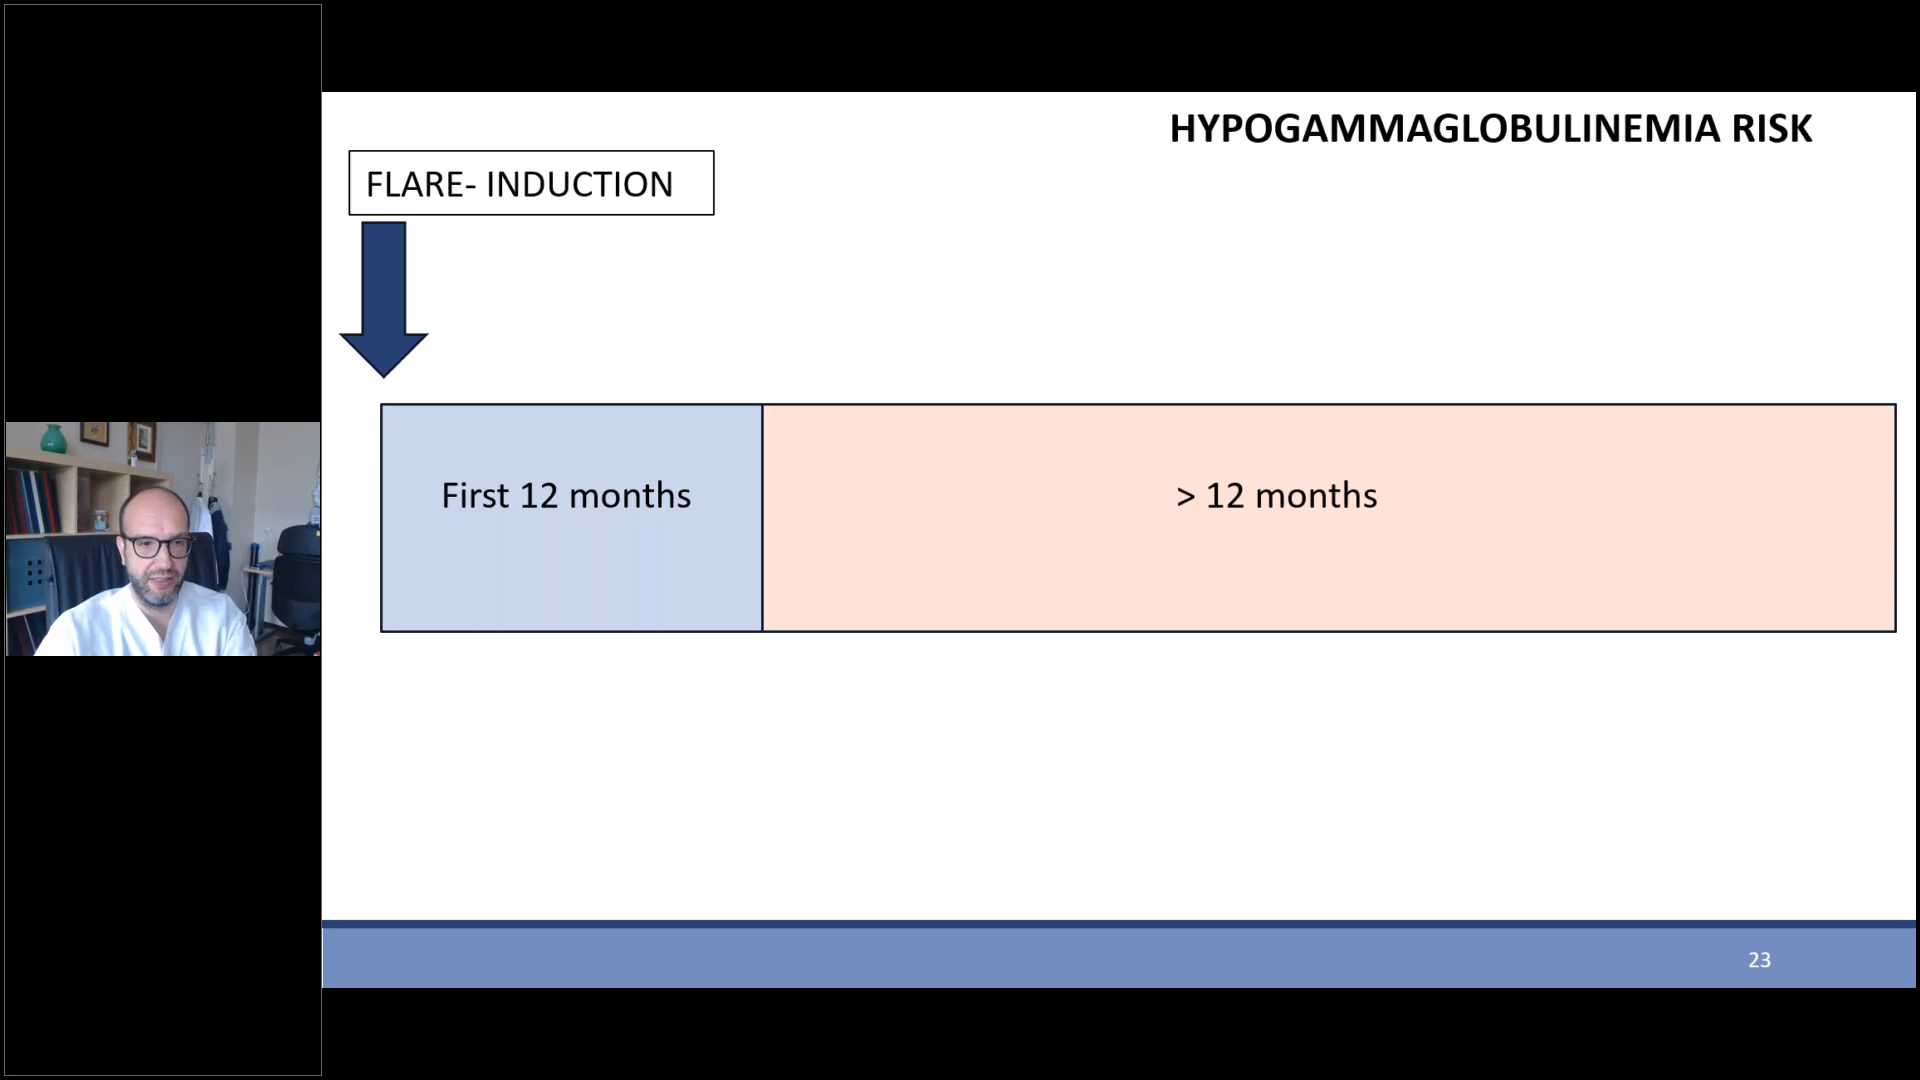 HYPOGAMMAGLOBULINEMIA RISK
FLARE- INDUCTION
First 12 months
> 12 months
23